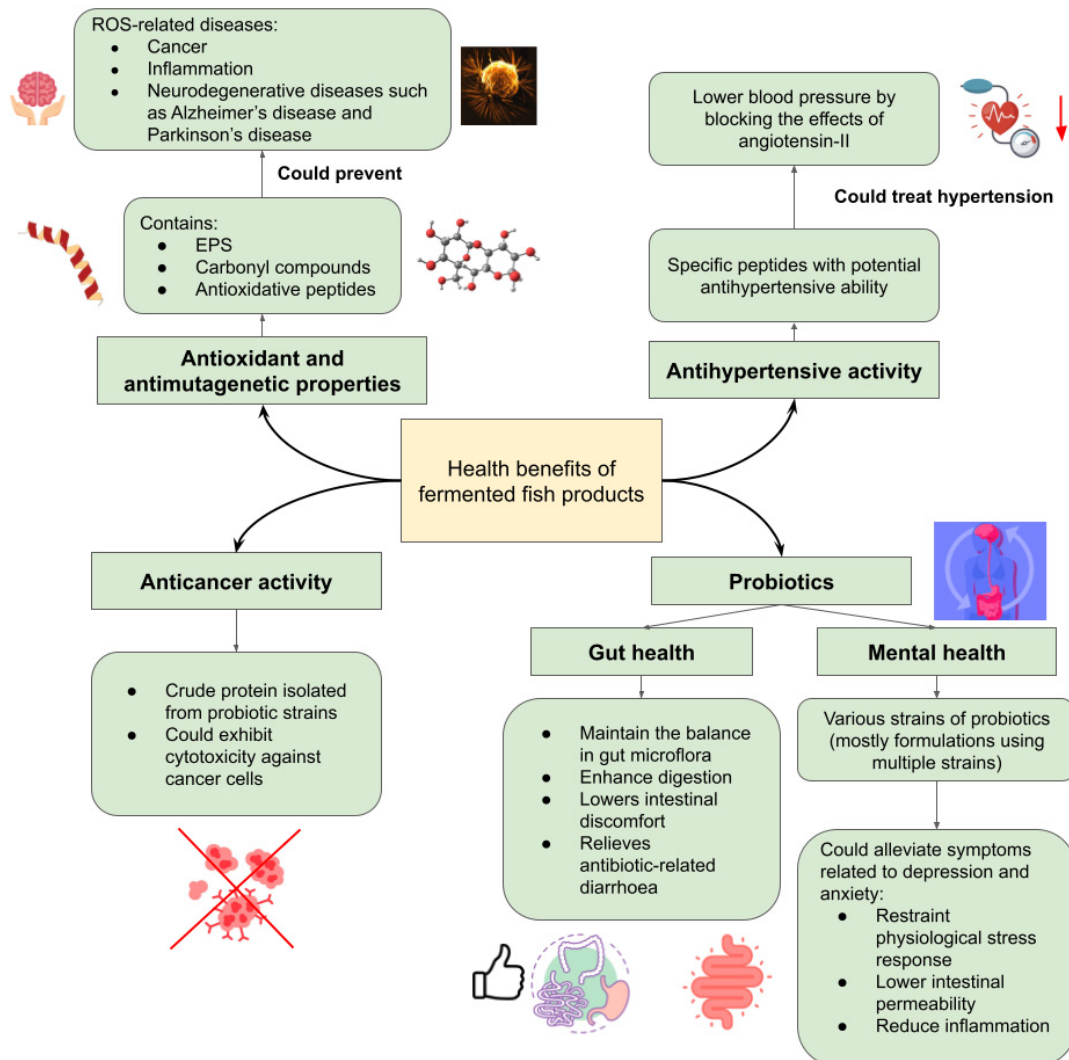 ROS-related diseases:
● Cancer
● Inflammation
● Neurodegenerative diseases such
as Alzheimer's disease and
Parkinson's disease
Could prevent
Contains:
● EPS
● Carbonyl compounds
● Antioxidative peptides
Antioxidant and
antimutagenetic properties
Lower blood pressure by
blocking the effects of
angiotensin-II
Could treat hypertension
Specific peptides with potential
antihypertensive ability
Antihypertensive activity
Health benefits of
fermented fish products
Anticancer activity
● Crude protein isolated
from probiotic strains
● Could exhibit
cytotoxicity against
cancer cells
Probiotics
Gut health
● Maintain the balance
in gut microflora
● Enhance digestion
● Lowers intestinal
discomfort
● Relieves
antibiotic-related
diarrhoea
Mental health
Various strains of probiotics
(mostly formulations using
multiple strains)
Could alleviate symptoms
related to depression and
anxiety:
● Restraint
physiological stress
response
● Lower intestinal
permeability
● Reduce inflammation